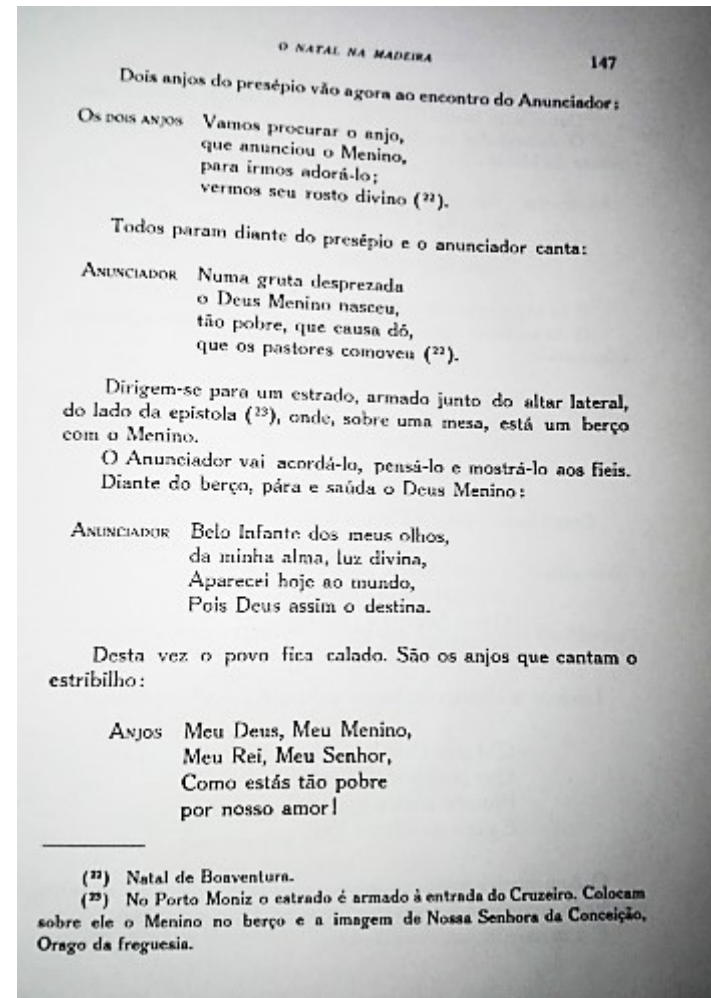 O NATAL NA MADEIRA 147
Dois anjos do presépio vão agora ao encontro do Anunciador:
OS DOIS ANJOS Vamos procurar o anjo,
que anunciou o Menino,
para irmos adorá-lo;
vermos seu rosto divino (22).
Todos param diante do presépio e o anunciador canta:
ANUNCIADOR Numa gruta desprezada
o Deus Menino nasceu,
tão pobre, que causa dó,
que os pastores comoveu (22).
Dirigem-se para um estrado, armado junto do altar lateral,
do lado da epístola (23), onde, sobre uma mesa, está um berço
com o Menino.
O Anunciador vai acordá-lo, pensá-lo e mostrá-lo aos fieis.
Diante do berço, pára e saúda o Deus Menino:
ANUNCIADOR Belo Infante dos meus olhos,
da minha alma, luz divina,
Aparecei hoje ao mundo,
Pois Deus assim o destina.
Desta vez o povo fica calado. São os anjos que cantam o
estribilho:
ANJOS Meu Deus, Meu Menino,
Meu Rei, Meu Senhor,
Como estás tão pobre
por nosso amor!
(22) Natal de Boaventura.
(23) No Porto Moniz o estrado é armado à entrada do Cruzeiro. Colocam
sobre ele o Menino no berço e a imagem de Nossa Senhora da Conceição,
Orago da freguesia.